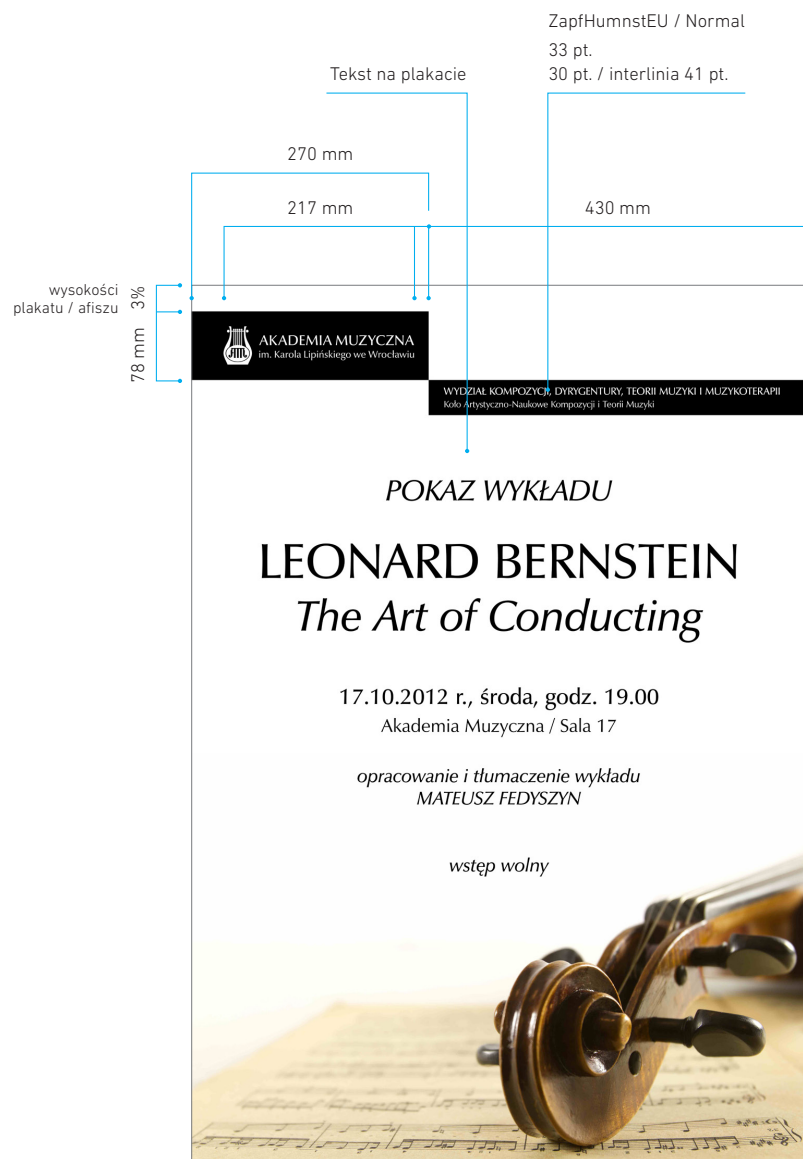 ZapfHumnstEU / Normal
33 pt.
30 pt. / interlinia 41 pt.
Tekst na plakacie
270 mm
217 mm
430 mm
wysokości
plakatu / afiszu
3%
78 mm
AM
AKADEMIA MUZYCZNA
im. Karola Lipińskiego we Wrocławiu
WYDZIAŁ KOMPOZYCJI, DYRYGENTURY, TEORII MUZYKI I MUZYKOTERAPII
Koło Artystyczno-Naukowe Kompozycji i Teorii Muzyki
POKAZ WYKŁADU
LEONARD BERNSTEIN
The Art of Conducting
17.10.2012 r., środa, godz. 19.00
Akademia Muzyczna / Sala 17
opracowanie i tłumaczenie wykładu
MATEUSZ FEDYSZYN
wstęp wolny